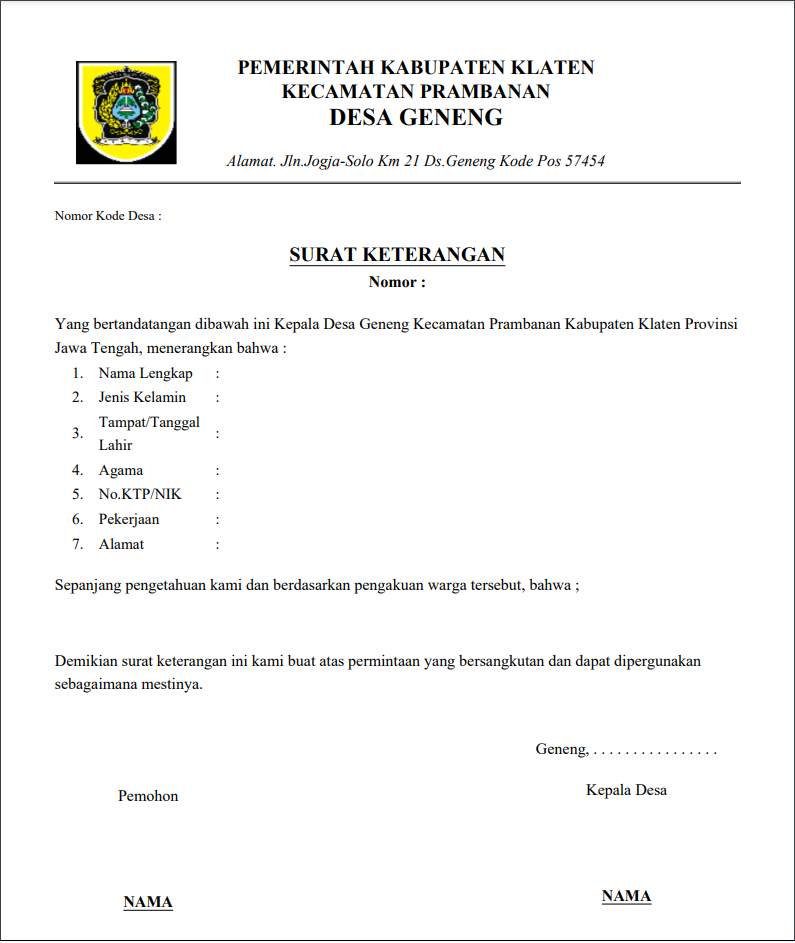 PEMERINTAH KABUPATEN KLATEN
KECAMATAN PRAMBANAN
DESA GENENG
Alamat. Jln.Jogja-Solo Km 21 Ds.Geneng Kode Pos 57454
Nomor Kode Desa :
SURAT KETERANGAN
Nomor :
Yang bertandatangan dibawah ini Kepala Desa Geneng Kecamatan Prambanan Kabupaten Klaten Provinsi
Jawa Tengah, menerangkan bahwa :
1. Nama Lengkap :
2. Jenis Kelamin :
3. Tampat/Tanggal
Lahir :
4. Agama :
5. No.KTP/NIK :
6. Pekerjaan :
7. Alamat :
Sepanjang pengetahuan kami dan berdasarkan pengakuan warga tersebut, bahwa ;
Demikian surat keterangan ini kami buat atas permintaan yang bersangkutan dan dapat dipergunakan
sebagaimana mestinya.
Geneng, . . . . . . . . . . . . . . . .
Kepala Desa
Pemohon
NAMA
NAMA